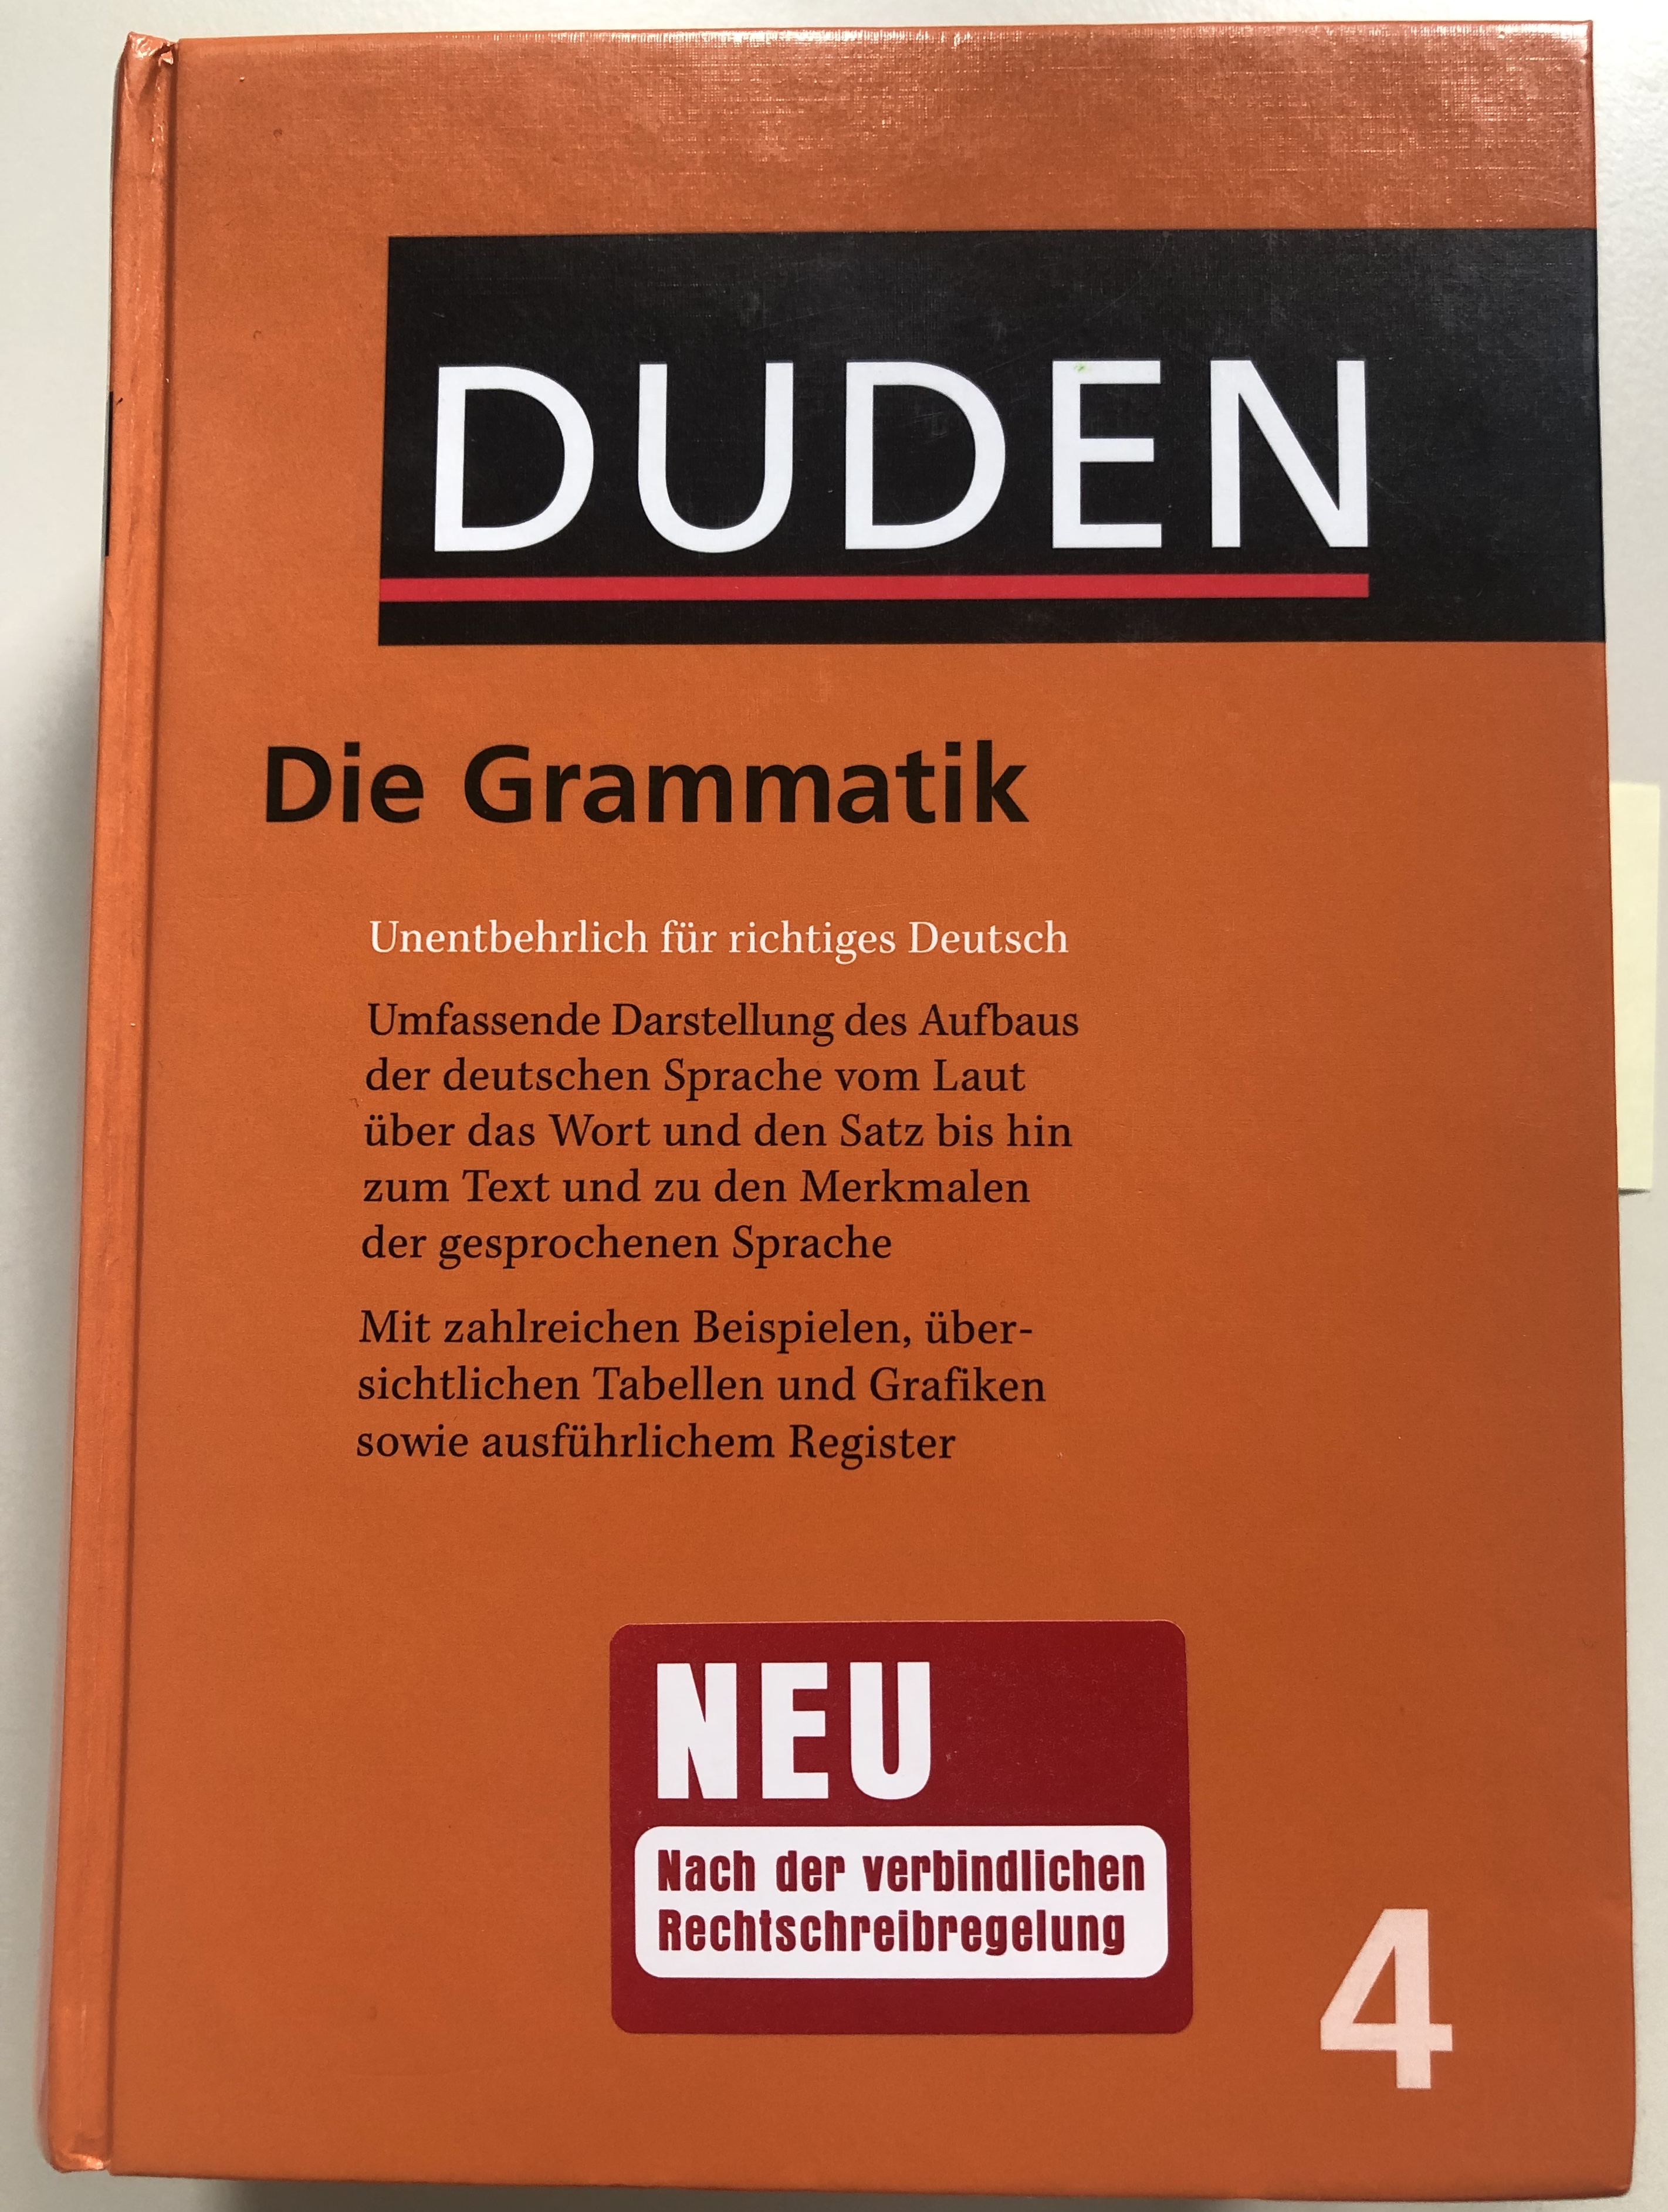 DUDEN
Die Grammatik
Unentbehrlich für richtiges Deutsch
Umfassende Darstellung des Aufbaus
der deutschen Sprache vom Laut
über das Wort und den Satz bis hin
zum Text und zu den Merkmalen
der gesprochenen Sprache
Mit zahlreichen Beispielen, über-
sichtlichen Tabellen und Grafiken
sowie ausführlichem Register
NEU
Nach der verbindlichen
Rechtschreibregelung
4